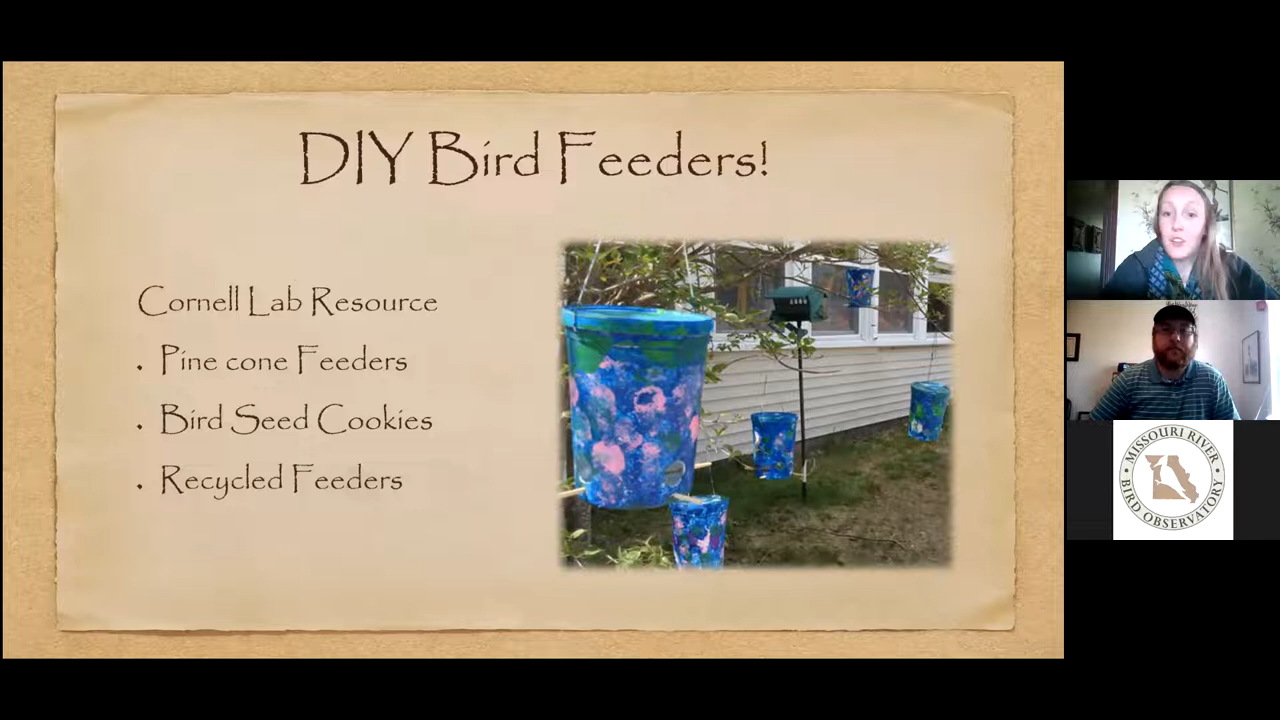 DIY Bird Feeders!
Cornell Lab Resource
. Pine cone Feeders
. Bird Seed Cookies
. Recycled Feeders
MISSOURI RIVER
BIRD OBSERVATORY